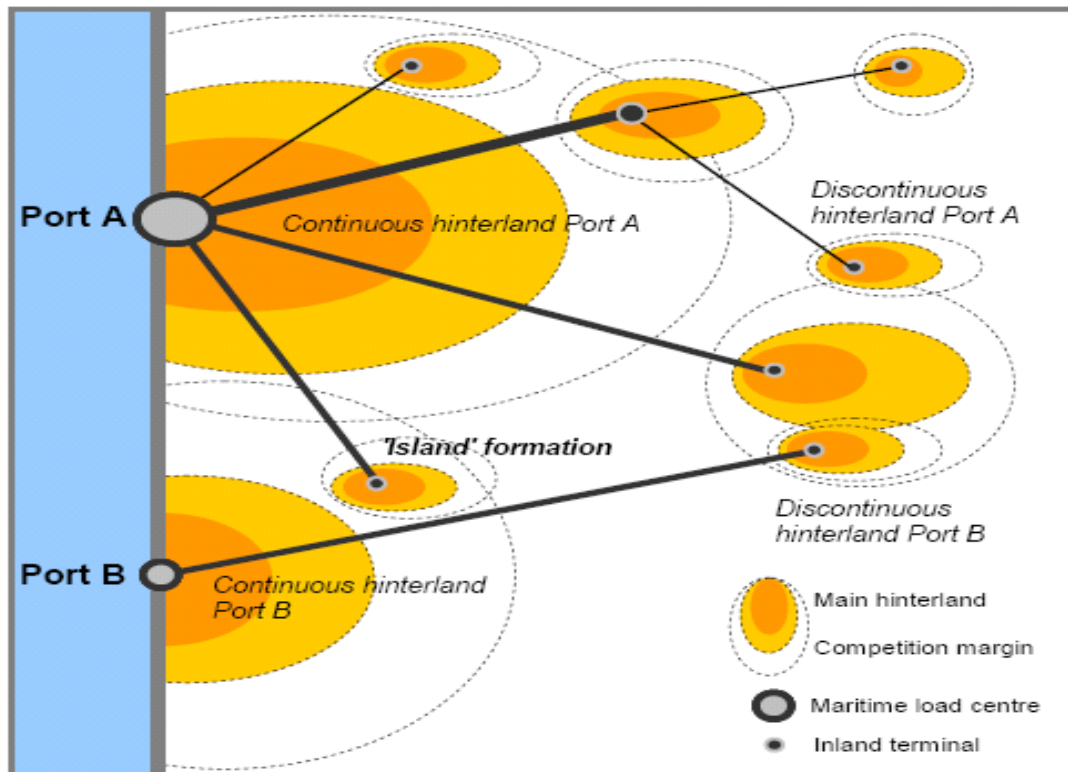 Port A
Continuous hinterland Port A
Discontinuous
hinterland Port A
'Island' formation
Discontinuous
hinterland Port B
Port B
Continuous hinterland
Port B
Main hinterland
Competition margin
Maritime load centre
Inland terminal